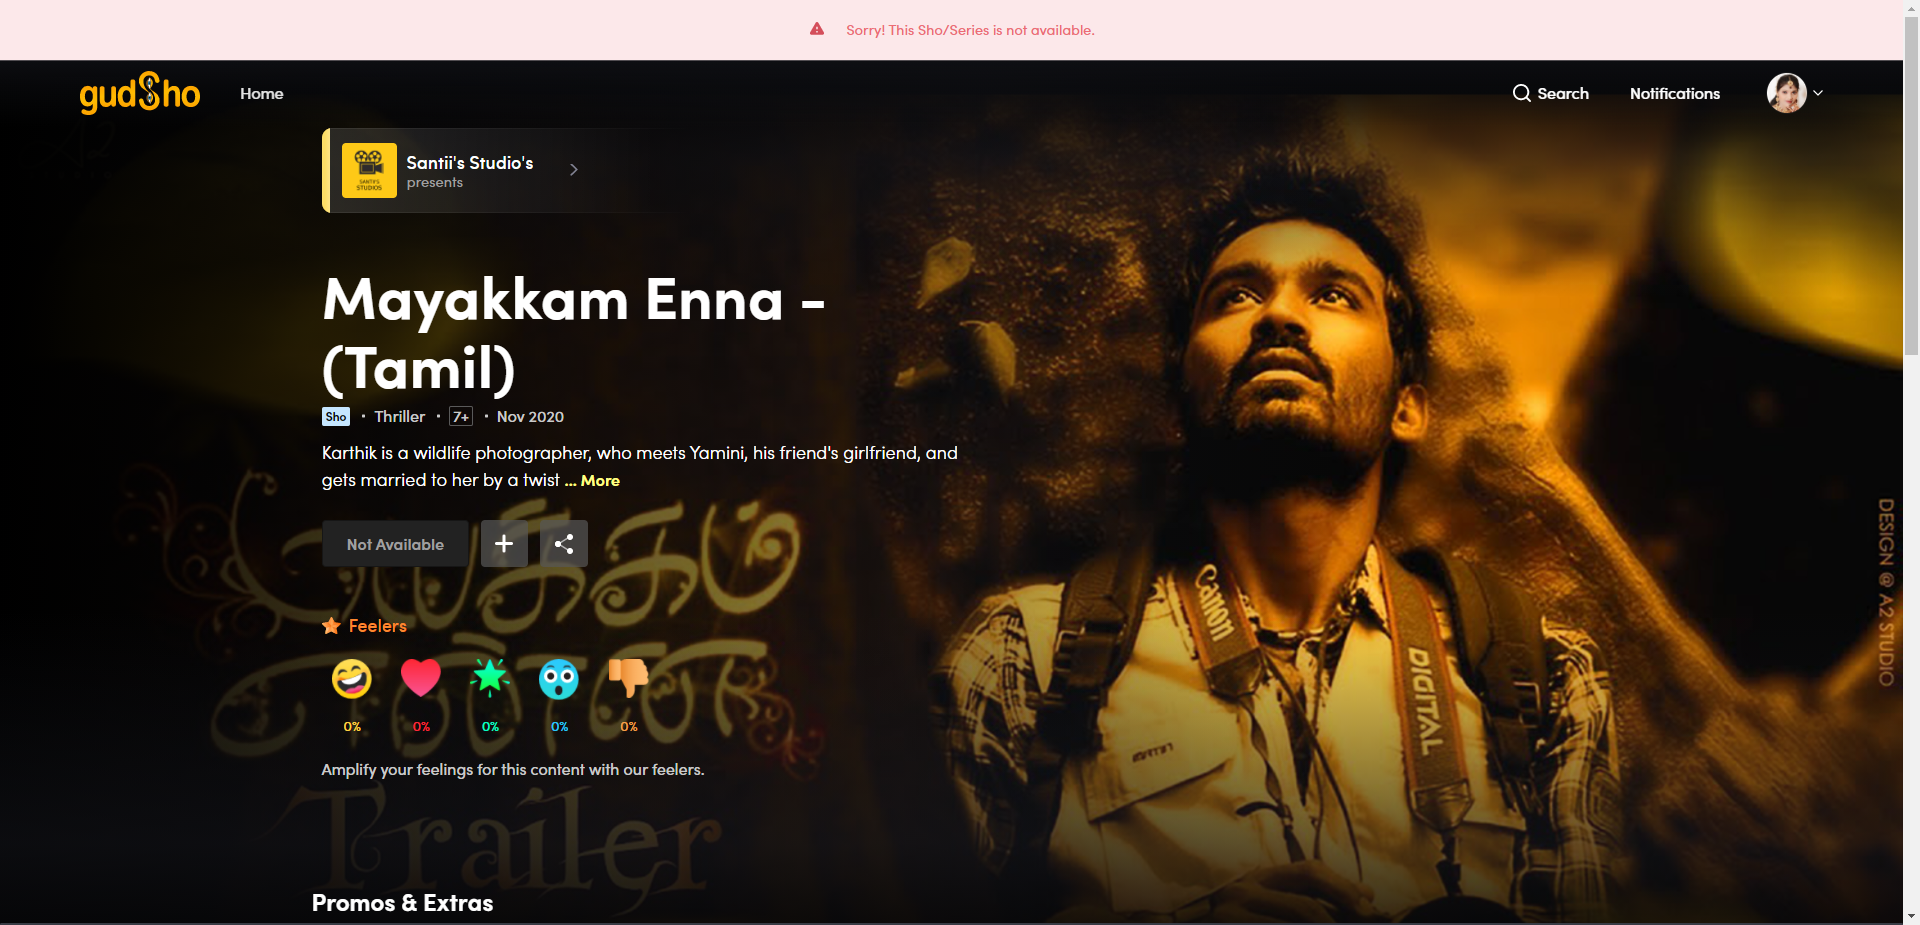 Sorry! This Sho/Series is not available.
gudSho
Home
Search
Notifications
SANTII'S
STUDIOS
Santii's Studio's
presents
Mayakkam Enna -
(Tamil)
Sho · Thriller · 7+ · Nov 2020
Karthik is a wildlife photographer, who meets Yamini, his friend's girlfriend, and
gets married to her by a twist ... More
Not Available
Feelers
0% 0% 0% 0% 0%
Amplify your feelings for this content with our feelers.
என்ன
Trailer
Promos & Extras
Canon
DIGITAL
DESIGN @ A2 STUDIO